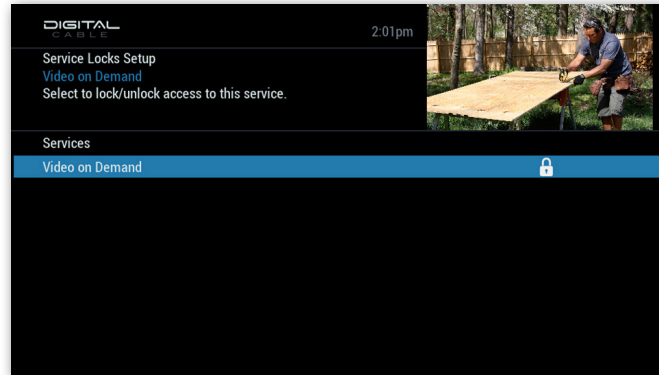 DIGITAL
CABLE
2:01pm
Service Locks Setup
Video on Demand
Select to lock/unlock access to this service.
Services
Video on Demand